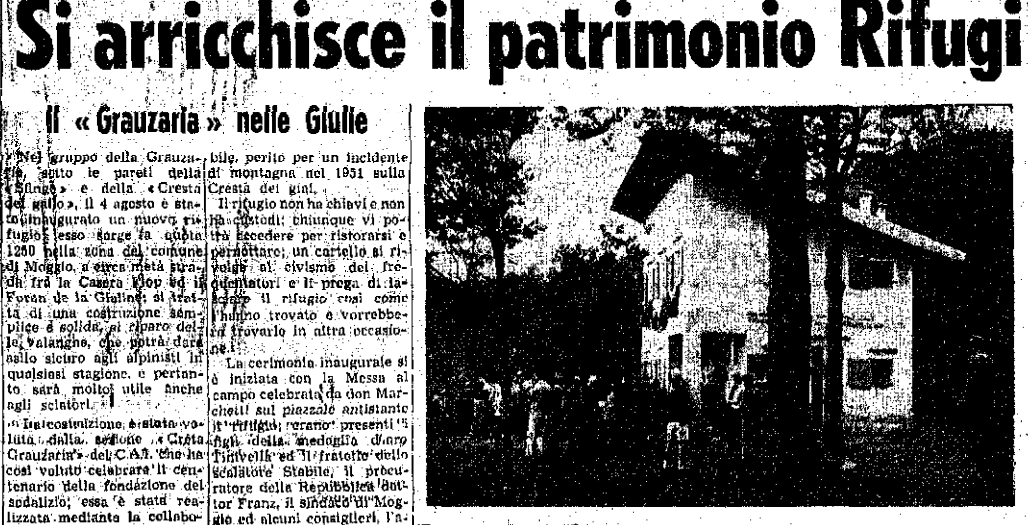 Si arricchisce il patrimonio Rifugi
Il « Grauzaria » nelle Giulie
Nel gruppo della Grauza-
ria, sotto le pareti della
« Sfinge » e della « Cresta
del gallo », il 4 agosto è sta-
to inaugurato un nuovo ri-
fugio; esso sorge a quota
1250 nella zona del comune
di Moggio, a circa metà stra-
da fra la Casera Flop ed il
Foran de la Gialine; si trat-
ta di una costruzione sem-
plice e solida, al riparo del-
le valanghe, che potrà dare
asilo sicuro agli alpinisti in
qualsiasi stagione, e pertan-
to sarà molto utile anche
agli sciatori.
La costruzione è stata vo-
luta dalla sezione « Creta
Grauzaria » del C.A.I. che ha
così voluto celebrare il cen-
tenario della fondazione del
sodalizio; essa è stata rea-
lizzata mediante la collabo-
bile, perito per un incidente
di montagna nel 1951 sulla
Cresta dei gial.
Il rifugio non ha chiavi e non
ha custodi; chiunque vi po-
trà accedere per ristorarsi e
pernottare; un cartello si ri-
volge al civismo dei fre-
quentatori e li prega di la-
sciare il rifugio così come
l'hanno trovato e vorrebbe-
ro trovarlo in altra occasio-
ne.
La cerimonia inaugurale si
è iniziata con la Messa al
campo celebrata da don Mar-
chetti sul piazzale antistante
il rifugio; erano presenti i
figli della medaglia d'oro
Tinivella ed il fratello dello
scalatore Stabile, il procu-
ratore della Repubblica dot-
tor Franz, il sindaco di Mog-
gio ed alcuni consiglieri, l'a-